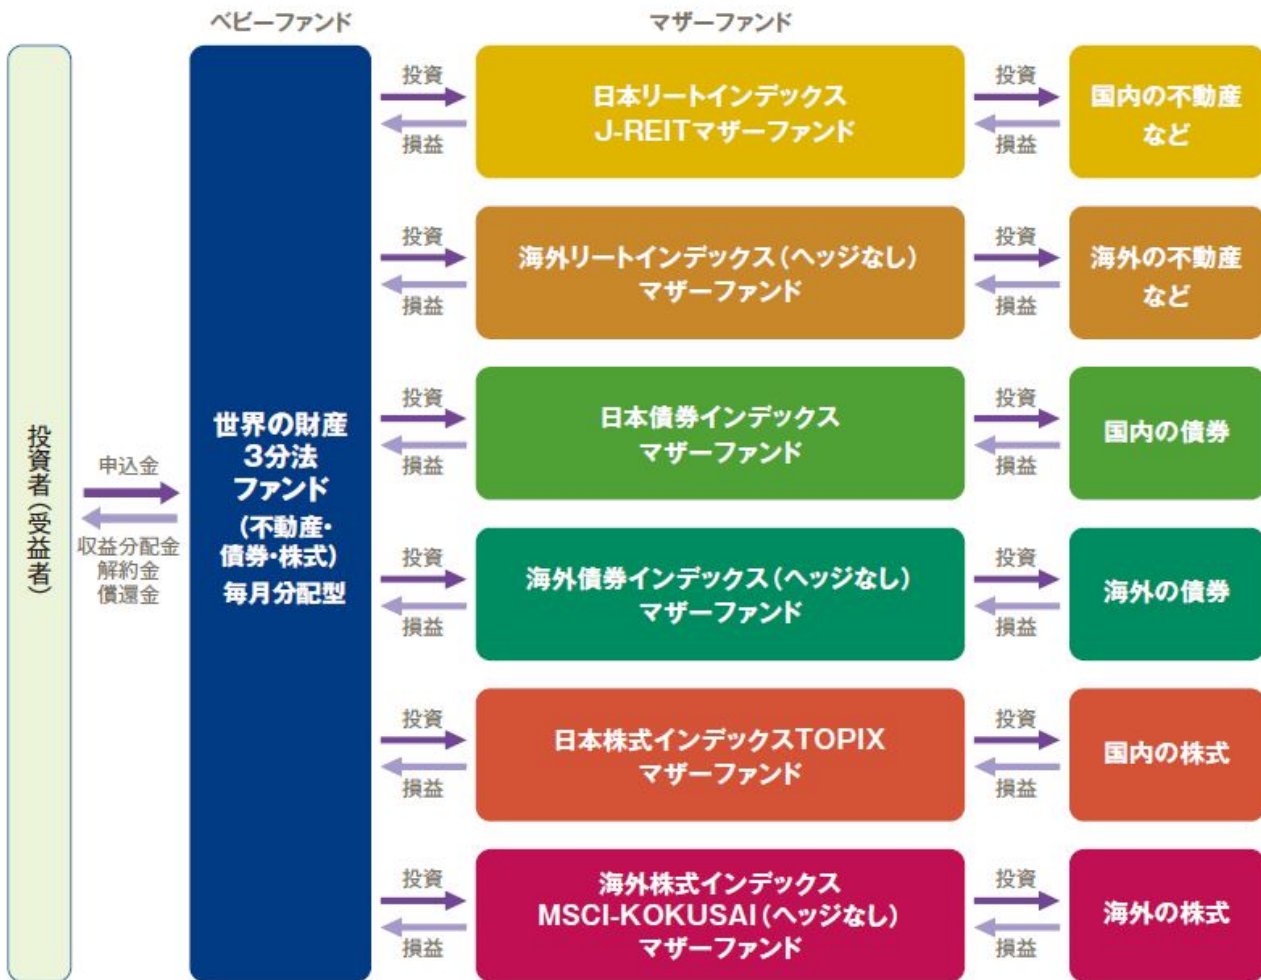 ベビーファンド
マザーファンド
投資者（受益者）
申込金
収益分配金
解約金
償還金
世界の財産
3分法
ファンド
（不動産・
債券・株式）
毎月分配型
投資
損益
日本リートインデックス
J-REITマザーファンド
投資
損益
国内の不動産
など
投資
損益
海外リートインデックス（ヘッジなし）
マザーファンド
投資
損益
海外の不動産
など
投資
損益
日本債券インデックス
マザーファンド
投資
損益
国内の債券
投資
損益
海外債券インデックス（ヘッジなし）
マザーファンド
投資
損益
海外の債券
投資
損益
日本株式インデックスTOPIX
マザーファンド
投資
損益
国内の株式
投資
損益
海外株式インデックス
MSCI-KOKUSAI（ヘッジなし）
マザーファンド
投資
損益
海外の株式